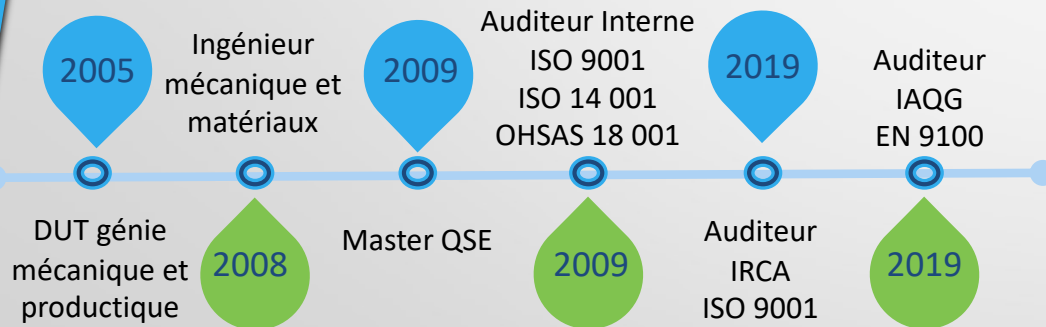 2005
DUT génie
mécanique et
productique
Ingénieur
mécanique et
matériaux
2008
2009
Master QSE
Auditeur Interne
ISO 9001
ISO 14 001
OHSAS 18 001
2009
2019
Auditeur
IRCA
ISO 9001
Auditeur
IAQG
EN 9100
2019